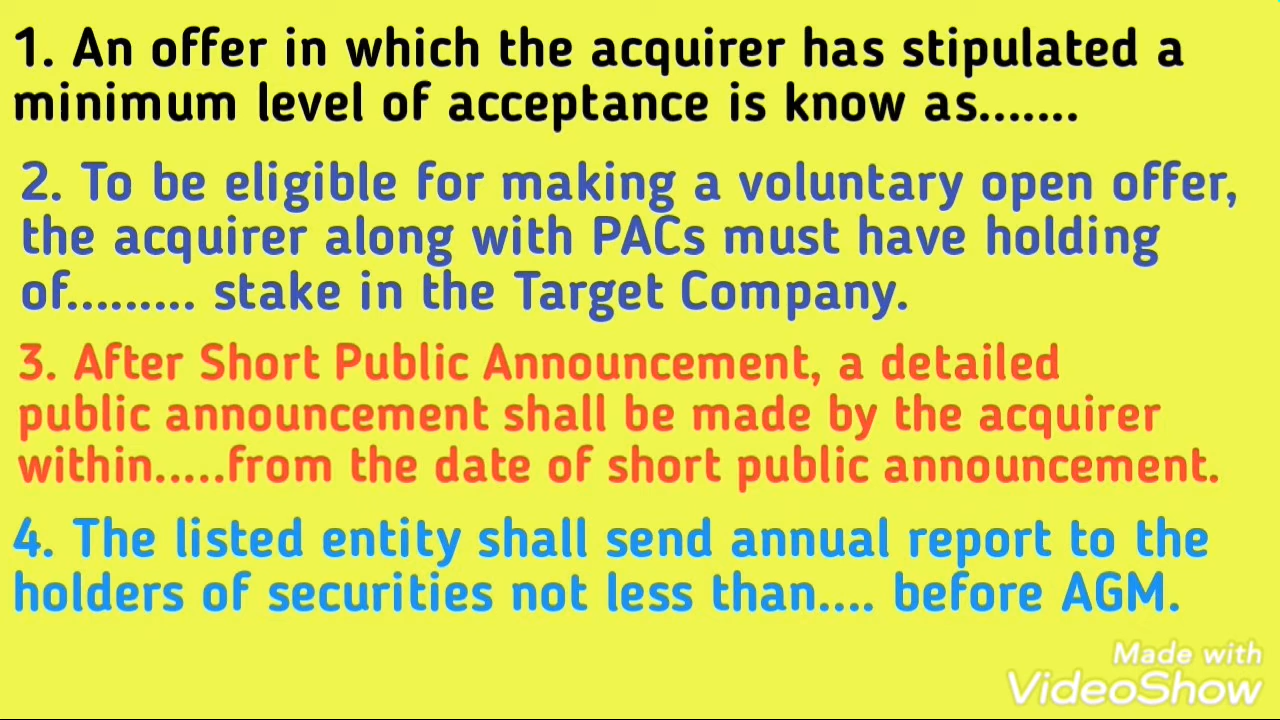 1. An offer in which the acquirer has stipulated a
minimum level of acceptance is know as.......
2. To be eligible for making a voluntary open offer,
the acquirer along with PACs must have holding
of......... stake in the Target Company.
3. After Short Public Announcement, a detailed
public announcement shall be made by the acquirer
within.....from the date of short public announcement.
4. The listed entity shall send annual report to the
holders of securities not less than.... before AGM.
Made with
VideoShow